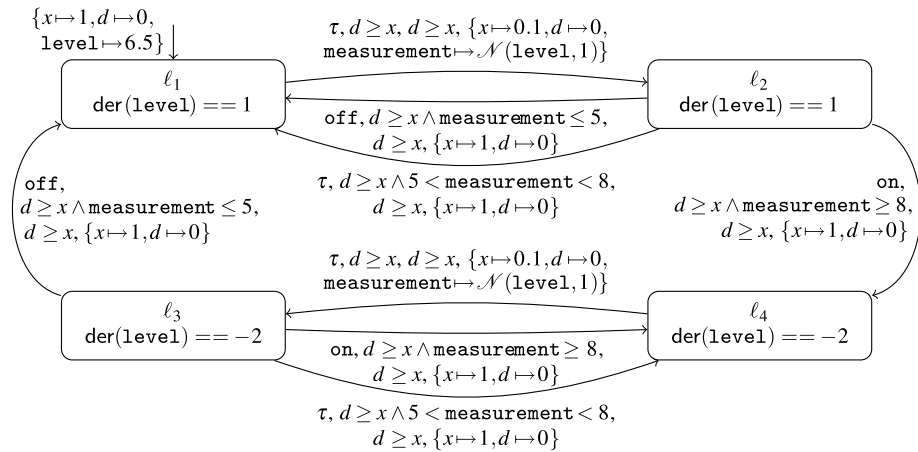 {x↦1,d↦0,
level↦6.5}
ℓ₁
der(level) == 1
τ, d ≥ x, d ≥ x, {x↦0.1,d↦0,
measurement↦𝒩(level,1)}
ℓ₂
der(level) == 1
off, d ≥ x ∧ measurement ≤ 5,
d ≥ x, {x↦1,d↦0}
τ, d ≥ x ∧ 5 < measurement < 8,
d ≥ x, {x↦1,d↦0}
off,
d ≥ x ∧ measurement ≤ 5,
d ≥ x, {x↦1,d↦0}
on,
d ≥ x ∧ measurement ≥ 8,
d ≥ x, {x↦1,d↦0}
τ, d ≥ x, d ≥ x, {x↦0.1,d↦0,
measurement↦𝒩(level,1)}
ℓ₃
der(level) == −2
ℓ₄
der(level) == −2
on, d ≥ x ∧ measurement ≥ 8,
d ≥ x, {x↦1,d↦0}
τ, d ≥ x ∧ 5 < measurement < 8,
d ≥ x, {x↦1,d↦0}